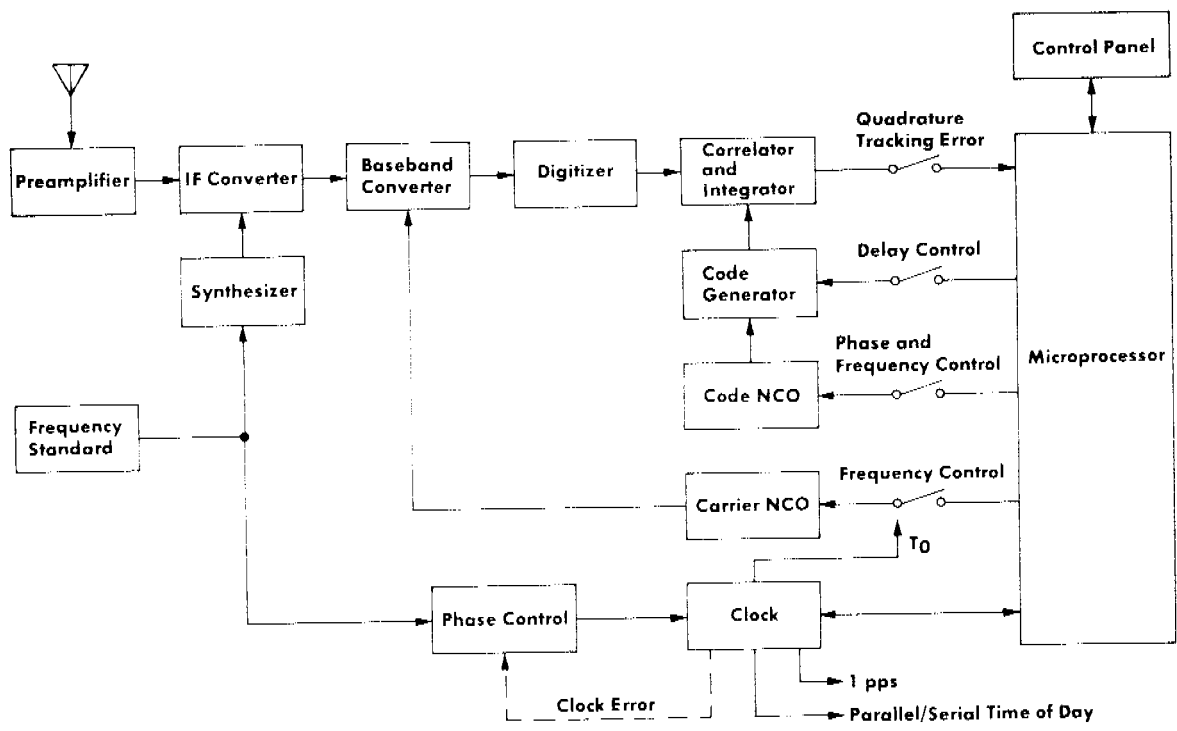 Control Panel
Quadrature
Tracking Error
Preamplifier
IF Converter
Baseband
Converter
Digitizer
Correlator
and
Integrator
Synthesizer
Code
Generator
Delay Control
Phase and
Frequency Control
Microprocessor
Code NCO
Frequency
Standard
Frequency Control
Carrier NCO
T0
Phase Control
Clock
Clock Error
1 pps
Parallel/Serial Time of Day